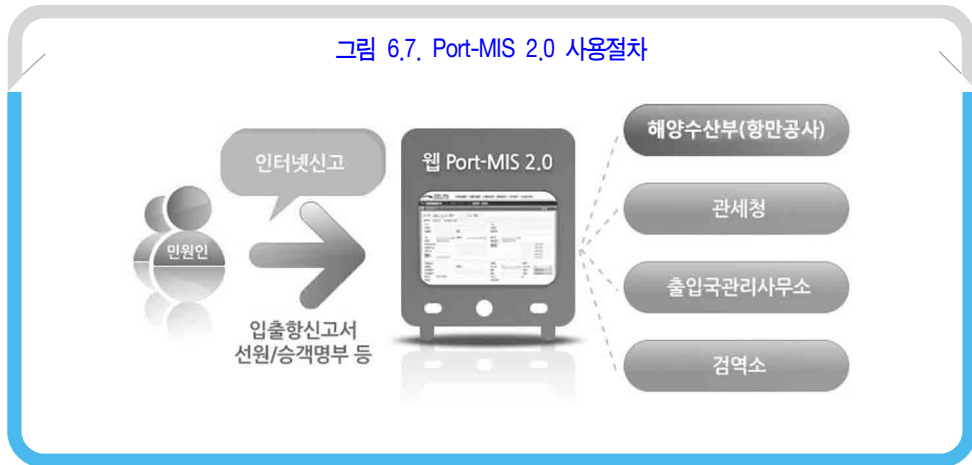 그림 6.7. Port-MIS 2.0 사용절차
인터넷신고
민원인
입출항신고서
선원/승객명부 등
웹 Port-MIS 2.0
해양수산부(항만공사)
관세청
출입국관리사무소
검역소